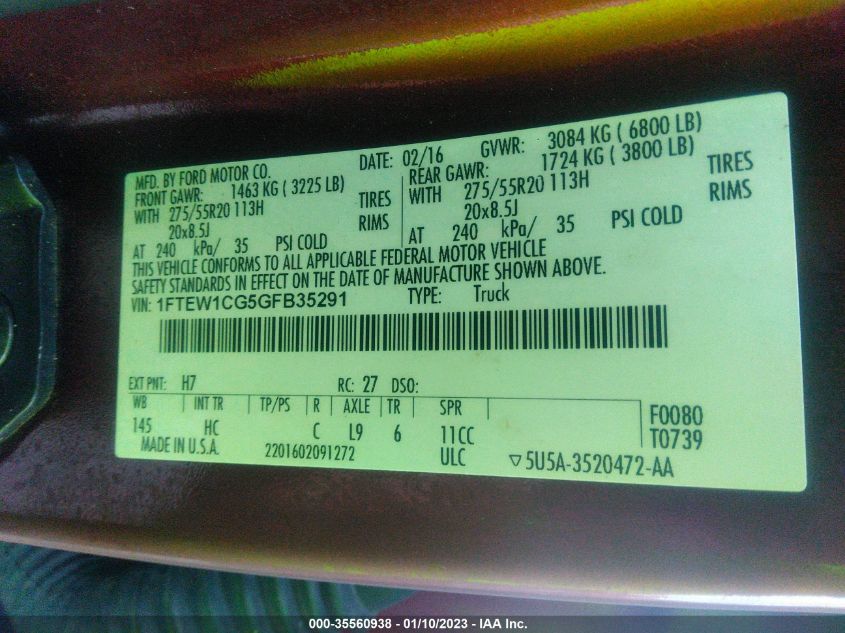 MFD. BY FORD MOTOR CO. DATE: 02/16 GVWR: 3084 KG ( 6800 LB)
FRONT GAWR: 1463 KG ( 3225 LB) REAR GAWR: 1724 KG ( 3800 LB)
WITH 275/55R20 113H TIRES WITH 275/55R20 113H TIRES
20x8.5J RIMS 20x8.5J RIMS
AT 240 kPa/ 35 PSI COLD AT 240 kPa/ 35 PSI COLD
THIS VEHICLE CONFORMS TO ALL APPLICABLE FEDERAL MOTOR VEHICLE
SAFETY STANDARDS IN EFFECT ON THE DATE OF MANUFACTURE SHOWN ABOVE.
VIN: 1FTEW1CG5GFB35291 TYPE: Truck
EXT PNT: H7 RC: 27 DSO:
WB INT TR TP/PS R AXLE TR SPR F0080
145 HC C L9 6 11CC T0739
MADE IN U.S.A. 2201602091272 ULC ▽5U5A-3520472-AA
000-35560938 - 01/10/2023 - IAA Inc.